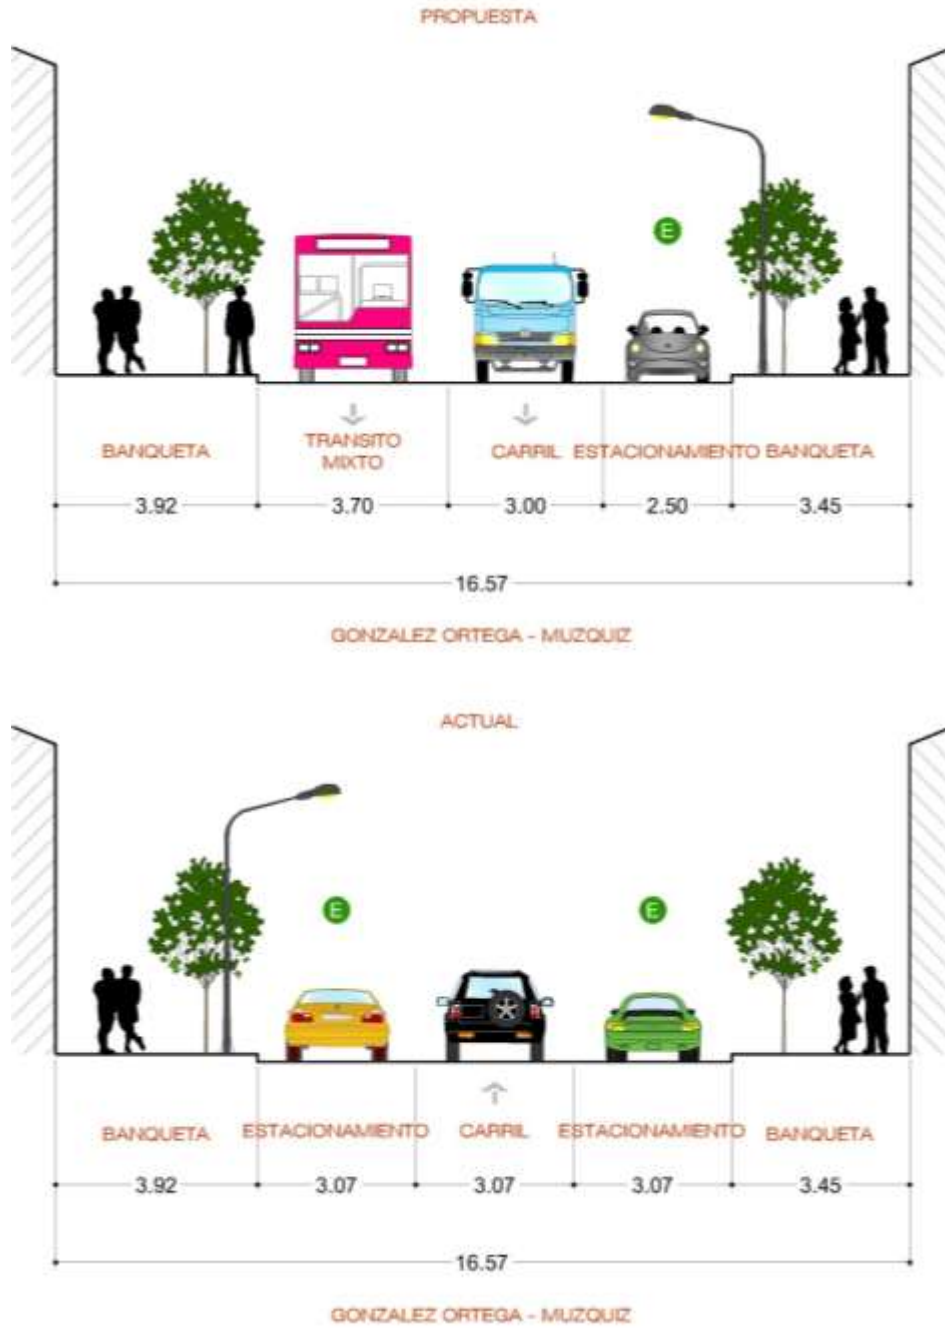 PROPUESTA
E
BANQUETA
TRANSITO
MIXTO
CARRIL
ESTACIONAMIENTO
BANQUETA
3.92
3.70
3.00
2.50
3.45
16.57
GONZALEZ ORTEGA - MUZQUIZ
ACTUAL
E
E
BANQUETA
ESTACIONAMIENTO
CARRIL
ESTACIONAMIENTO
BANQUETA
3.92
3.07
3.07
3.07
3.45
16.57
GONZALEZ ORTEGA - MUZQUIZ